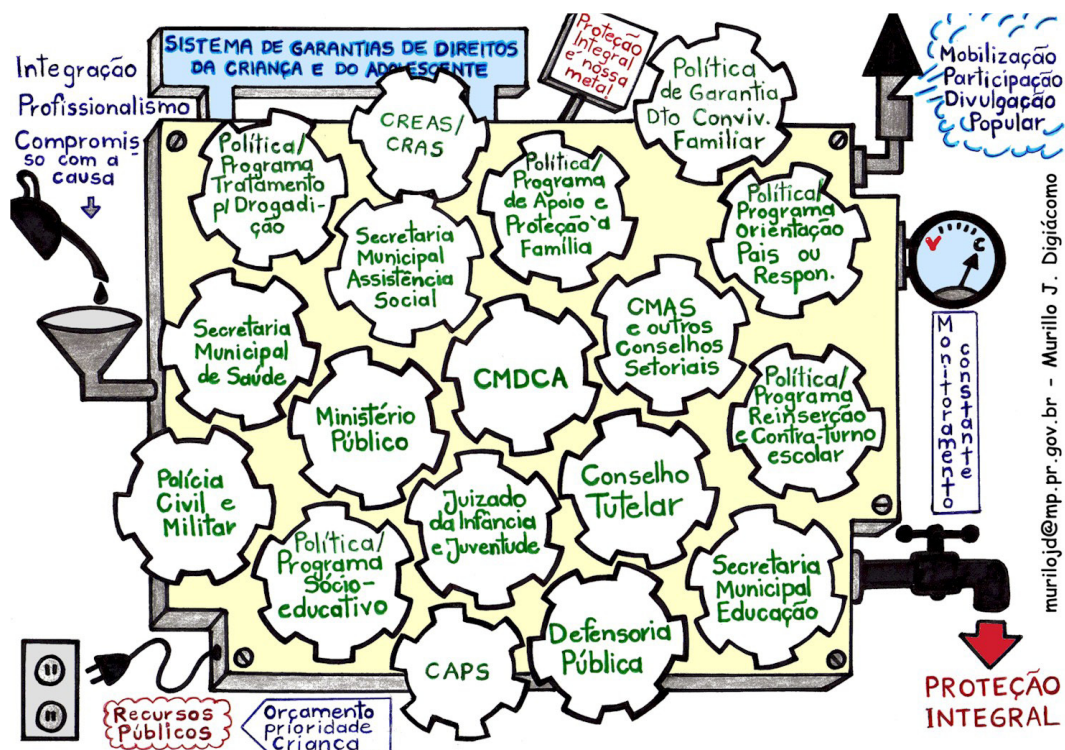 SISTEMA DE GARANTIAS DE DIREITOS
DA CRIANÇA E DO ADOLESCENTE
Proteção
Integral
é nossa
meta!
Integração
Profissionalismo
Compromis
so com a
causa
Mobilização
Participação
Divulgação
Popular
CREAS/
CRAS
Política
de Garantia
Dto Conviv.
Familiar
Política/
Programa
Tratamento
p/ Drogadi-
ção
Política/
Programa
de Apoio e
Proteção à
Família
Política/
Programa
Orientação
Pais ou
Respon.
Secretaria
Municipal
Assistência
Social
Secretaria
Municipal
de Saúde
CMDCA
CMAS
e outros
Conselhos
Setoriais
Ministério
Público
Política/
Programa
Reinserção
e Contra-turno
escolar
Polícia
Civil e
Militar
Juizado
da Infância
e Juventude
Conselho
Tutelar
Política/
Programa
Sócio-
educativo
Secretaria
Municipal
Educação
CAPS
Defensoria
Pública
V
C
Monitoramento
constante
Recursos
Públicos
Orçamento
prioridade
Criança
PROTEÇÃO
INTEGRAL
murilojd@mp.pr.gov.br - Murillo J. Digiácomo